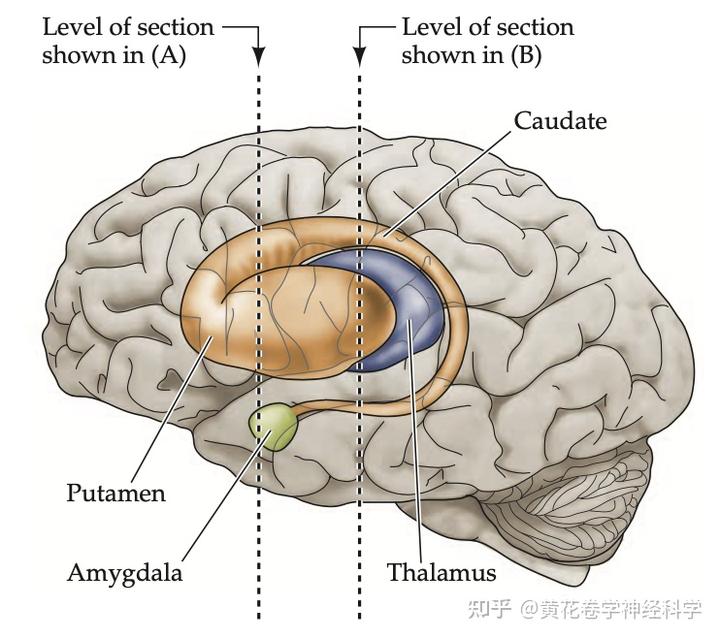 Level of section
shown in (A)
Level of section
shown in (B)
Caudate
Putamen
Amygdala
Thalamus
知乎 @黄花卷学神经科学